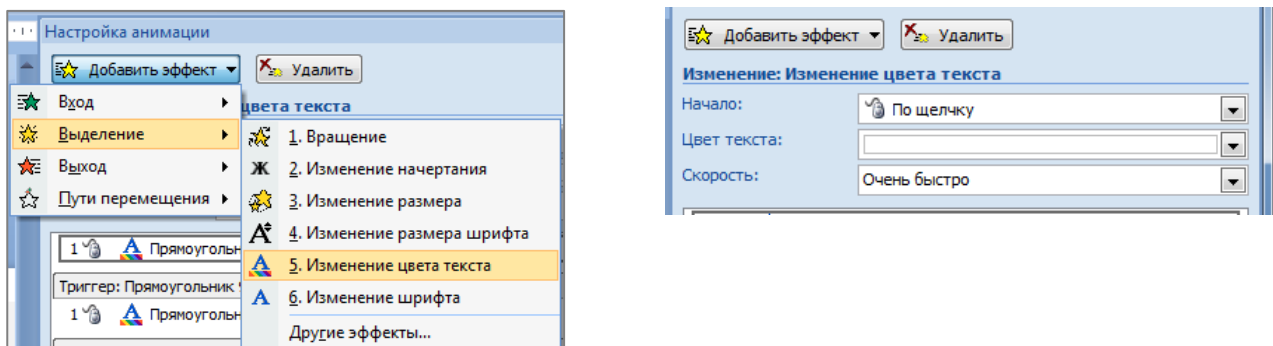 Настройка анимации
Добавить эффект
Удалить
Вход
Выделение
Выход
Пути перемещения
цвета текста
1. Вращение
2. Изменение начертания
3. Изменение размера
4. Изменение размера шрифта
5. Изменение цвета текста
6. Изменение шрифта
Другие эффекты...
1 Прямоугольн
Триггер: Прямоугольник
1 Прямоугольн
Добавить эффект
Удалить
Изменение: Изменение цвета текста
Начало: По щелчку
Цвет текста:
Скорость: Очень быстро